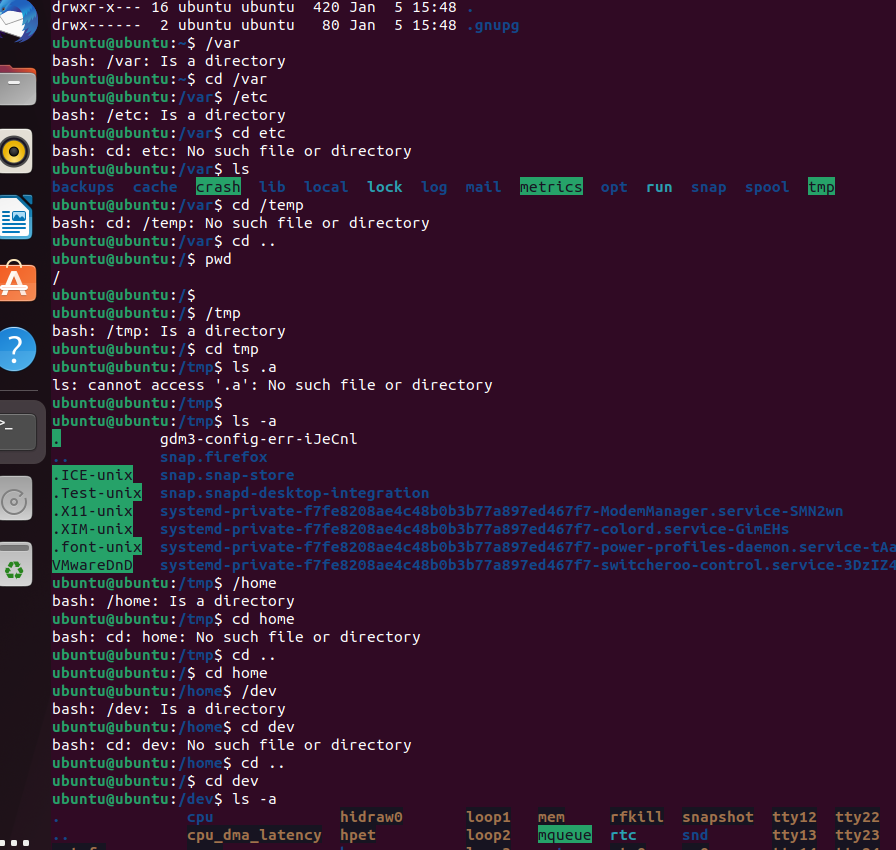 drwxr-x--- 16 ubuntu ubuntu  420 Jan  5 15:48 .
drwx------  2 ubuntu ubuntu   80 Jan  5 15:48 .gnupg
ubuntu@ubuntu:~$ /var
bash: /var: Is a directory
ubuntu@ubuntu:~$ cd /var
ubuntu@ubuntu:/var$ /etc
bash: /etc: Is a directory
ubuntu@ubuntu:/var$ cd etc
bash: cd: etc: No such file or directory
ubuntu@ubuntu:/var$ ls
backups  cache  crash  lib  local  lock  log  mail  metrics  opt  run  snap  spool  tmp
ubuntu@ubuntu:/var$ cd /temp
bash: cd: /temp: No such file or directory
ubuntu@ubuntu:/var$ cd ..
ubuntu@ubuntu:/$ pwd
/
ubuntu@ubuntu:/$
ubuntu@ubuntu:/$ /tmp
bash: /tmp: Is a directory
ubuntu@ubuntu:/$ cd tmp
ubuntu@ubuntu:/tmp$ ls .a
ls: cannot access '.a': No such file or directory
ubuntu@ubuntu:/tmp$
ubuntu@ubuntu:/tmp$ ls -a
.           gdm3-config-err-iJeCnl
..          snap.firefox
.ICE-unix   snap.snap-store
.Test-unix  snap.snapd-desktop-integration
.X11-unix   systemd-private-f7fe8208ae4c48b0b3b77a897ed467f7-ModemManager.service-SMN2wn
.XIM-unix   systemd-private-f7fe8208ae4c48b0b3b77a897ed467f7-colord.service-GimEHs
.font-unix  systemd-private-f7fe8208ae4c48b0b3b77a897ed467f7-power-profiles-daemon.service-tAa
VMwareDnD   systemd-private-f7fe8208ae4c48b0b3b77a897ed467f7-switcheroo-control.service-3DzIZ4
ubuntu@ubuntu:/tmp$ /home
bash: /home: Is a directory
ubuntu@ubuntu:/tmp$ cd home
bash: cd: home: No such file or directory
ubuntu@ubuntu:/tmp$ cd ..
ubuntu@ubuntu:/$ cd home
ubuntu@ubuntu:/home$ /dev
bash: /dev: Is a directory
ubuntu@ubuntu:/home$ cd dev
bash: cd: dev: No such file or directory
ubuntu@ubuntu:/home$ cd ..
ubuntu@ubuntu:/$ cd dev
ubuntu@ubuntu:/dev$ ls -a
.              cpu              hidraw0       loop1   mem     rfkill  snapshot  tty12  tty22
..             cpu_dma_latency  hpet          loop2   mqueue  rtc     snd       tty13  tty23